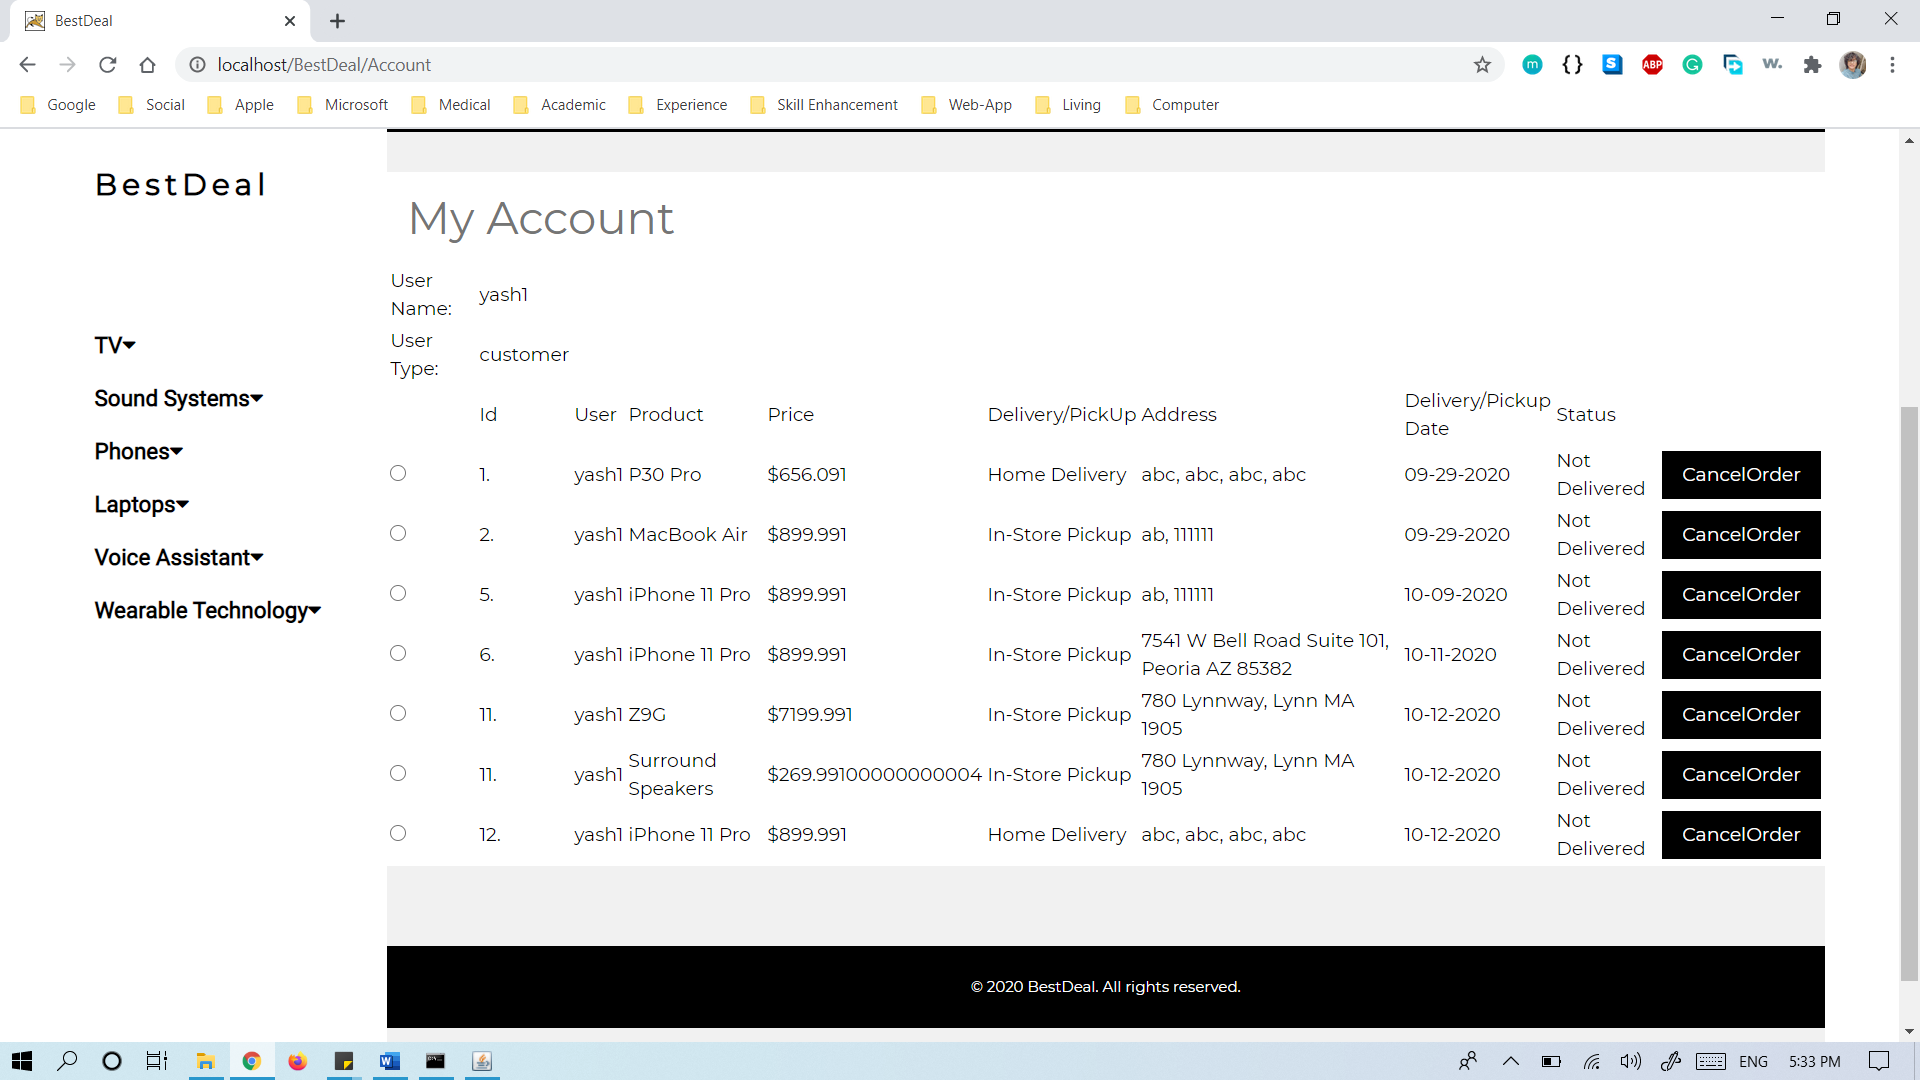 BestDeal
localhost/BestDeal/Account
m {} S ABP G w.
Google Social Apple Microsoft Medical Academic Experience Skill Enhancement Web-App Living Computer
BestDeal
TV
Sound Systems
Phones
Laptops
Voice Assistant
Wearable Technology
My Account
User
Name:
yash1
User
Type:
customer
Id User Product Price Delivery/PickUp Address Delivery/Pickup
Date
Status
1. yash1 P30 Pro $656.091 Home Delivery abc, abc, abc, abc 09-29-2020 Not
Delivered
CancelOrder
2. yash1 MacBook Air $899.991 In-Store Pickup ab, 111111 09-29-2020 Not
Delivered
CancelOrder
5. yash1 iPhone 11 Pro $899.991 In-Store Pickup ab, 111111 10-09-2020 Not
Delivered
CancelOrder
6. yash1 iPhone 11 Pro $899.991 In-Store Pickup 7541 W Bell Road Suite 101,
Peoria AZ 85382
10-11-2020 Not
Delivered
CancelOrder
11. yash1 Z9G $7199.991 In-Store Pickup 780 Lynnway, Lynn MA
1905
10-12-2020 Not
Delivered
CancelOrder
11. yash1 Surround
Speakers
$269.99100000000004 In-Store Pickup 780 Lynnway, Lynn MA
1905
10-12-2020 Not
Delivered
CancelOrder
12. yash1 iPhone 11 Pro $899.991 Home Delivery abc, abc, abc, abc 10-12-2020 Not
Delivered
CancelOrder
© 2020 BestDeal. All rights reserved.
ENG 5:33 PM